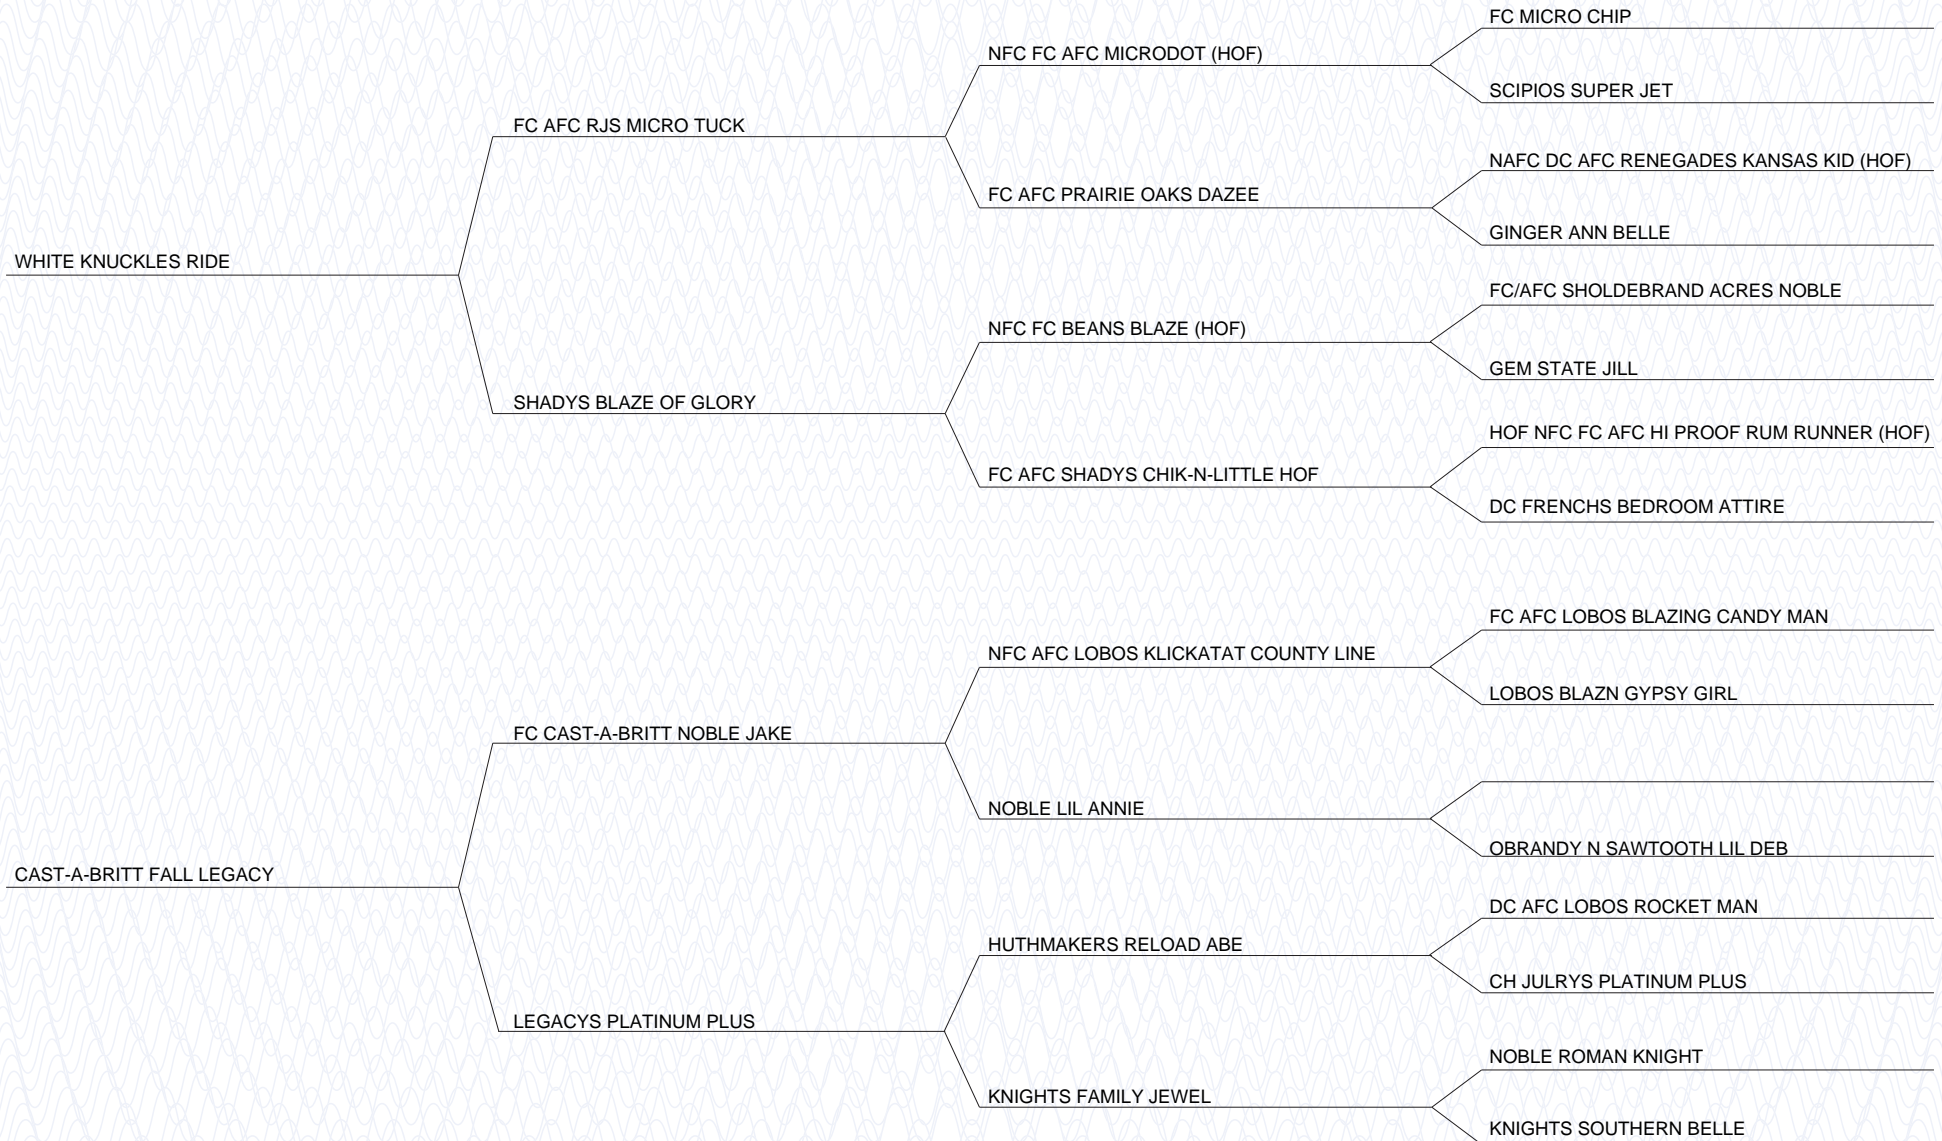 FC MICRO CHIP
NFC FC AFC MICRODOT (HOF)
SCIPIOS SUPER JET
FC AFC RJS MICRO TUCK
NAFC DC AFC RENEGADES KANSAS KID (HOF)
FC AFC PRAIRIE OAKS DAZEE
GINGER ANN BELLE
WHITE KNUCKLES RIDE
FC/AFC SHOLDEBRAND ACRES NOBLE
NFC FC BEANS BLAZE (HOF)
GEM STATE JILL
SHADYS BLAZE OF GLORY
HOF NFC FC AFC HI PROOF RUM RUNNER (HOF)
FC AFC SHADYS CHIK-N-LITTLE HOF
DC FRENCHS BEDROOM ATTIRE
FC AFC LOBOS BLAZING CANDY MAN
NFC AFC LOBOS KLICKATAT COUNTY LINE
LOBOS BLAZN GYPSY GIRL
FC CAST-A-BRITT NOBLE JAKE
NOBLE LIL ANNIE
OBRANDY N SAWTOOTH LIL DEB
CAST-A-BRITT FALL LEGACY
DC AFC LOBOS ROCKET MAN
HUTHMAKERS RELOAD ABE
CH JULRYS PLATINUM PLUS
LEGACYS PLATINUM PLUS
NOBLE ROMAN KNIGHT
KNIGHTS FAMILY JEWEL
KNIGHTS SOUTHERN BELLE